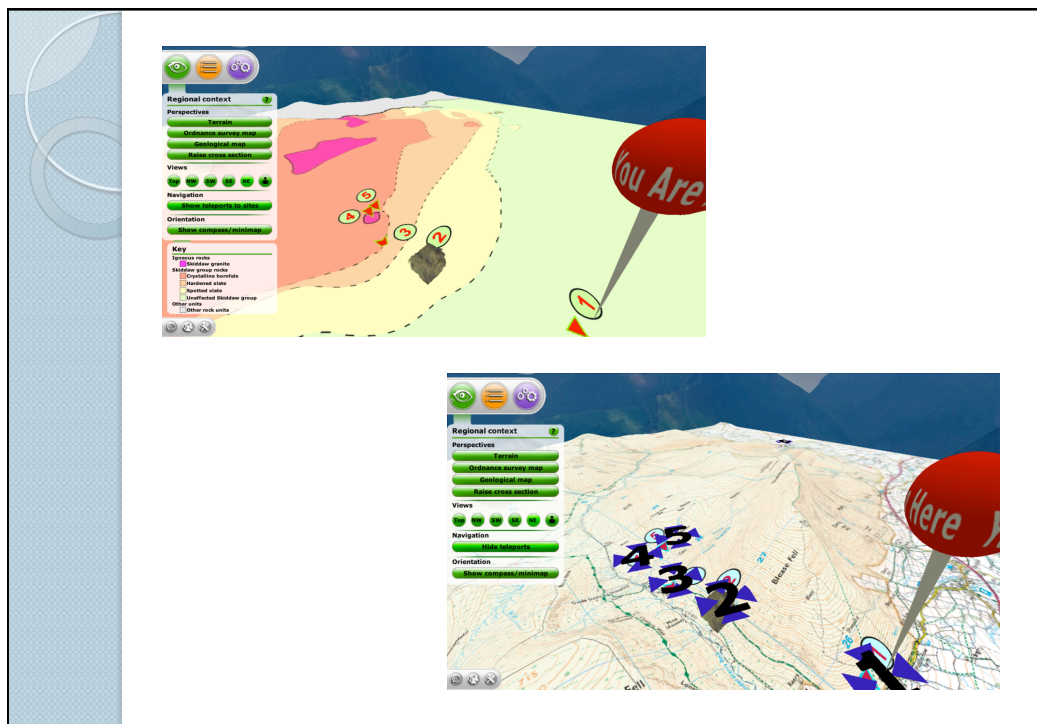 Regional context ?
Perspectives
Terrain
Ordnance survey map
Geological map
Raise cross section
Views
Top NW SW SE NE
Navigation
Show teleports to sites
Orientation
Show compass/minimap
Key
Igneous rocks
Skiddaw granite
Skiddaw group rocks
Crystalline hornfels
Hardened slate
Spotted slate
Unaffected Skiddaw group
Other units
Other rock units
5
4
3
2
1
You Are
Regional context ?
Perspectives
Terrain
Ordnance survey map
Geological map
Raise cross section
Views
Top NW SW SE NE
Navigation
Hide teleports
Orientation
Show compass/minimap
5
4
3
2
1
27
Blease Fell
26
Fell
Here Y